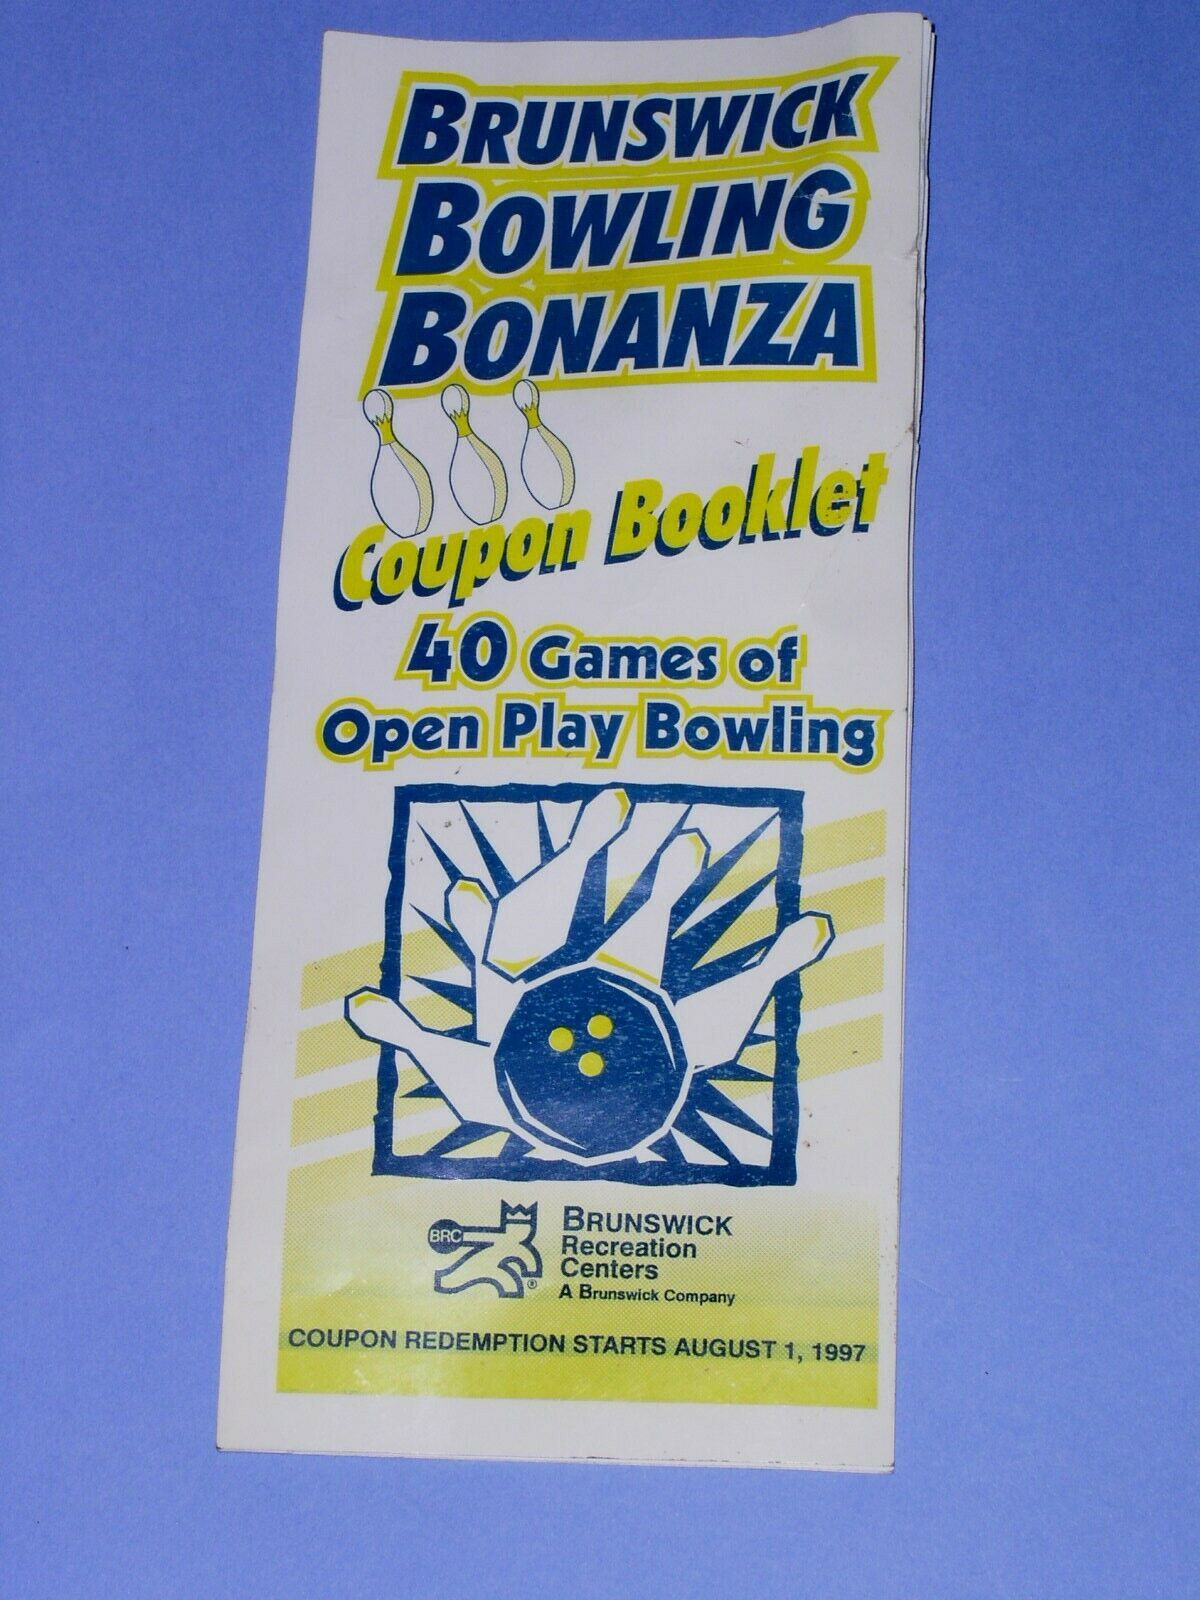 BRUNSWICK
BOWLING
BONANZA
Coupon Booklet
40 Games of
Open Play Bowling
BRC
®
BRUNSWICK
Recreation
Centers
A Brunswick Company
COUPON REDEMPTION STARTS AUGUST 1, 1997